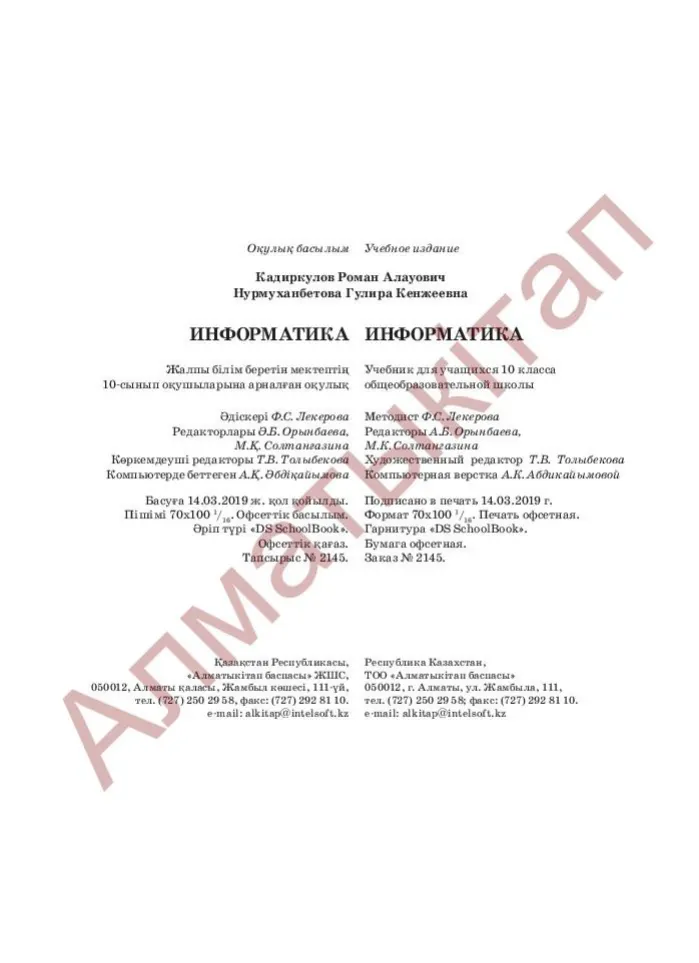 Оқулық басылым
Учебное издание
Кадиркулов Роман Алауович
Нурмуханбетова Гулира Кенжеевна
ИНФОРМАТИКА
Жалпы білім беретін мектептің
10-сынып оқушыларына арналған оқулық
Әдіскері Ф.С. Лекерова
Редакторлары Ә.Б. Орынбаева,
М.Қ. Солтанғазина
Көркемдеуші редакторы Т.В. Толыбекова
Компьютерде беттеген А.Қ. Әбдіқайымова
Басуға 14.03.2019 ж. қол қойылды.
Пішімі 70х100 1/16. Офсеттік басылым.
Әріп түрі «DS SchoolBook».
Офсеттік қағаз.
Тапсырыс № 2145.
ИНФОРМАТИКА
Учебник для учащихся 10 класса
общеобразовательной школы
Методист Ф.С. Лекерова
Редакторы А.Б. Орынбаева,
М.К. Солтангазина
Художественный редактор Т.В. Толыбекова
Компьютерная верстка А.К. Абдикайымовой
Подписано в печать 14.03.2019 г.
Формат 70х100 1/16. Печать офсетная.
Гарнитура «DS SchoolBook».
Бумага офсетная.
Заказ № 2145.
Қазақстан Республикасы,
«Алматыкітап баспасы» ЖШС,
050012, Алматы қаласы, Жамбыл көшесі, 111-үй,
тел. (727) 250 29 58, факс: (727) 292 81 10.
e-mail: alkitap@intelsoft.kz
Республика Казахстан,
ТОО «Алматыкітап баспасы»
050012, г. Алматы, ул. Жамбыла, 111,
тел. (727) 250 29 58; факс: (727) 292 81 10.
e-mail: alkitap@intelsoft.kz
Алматыкітап